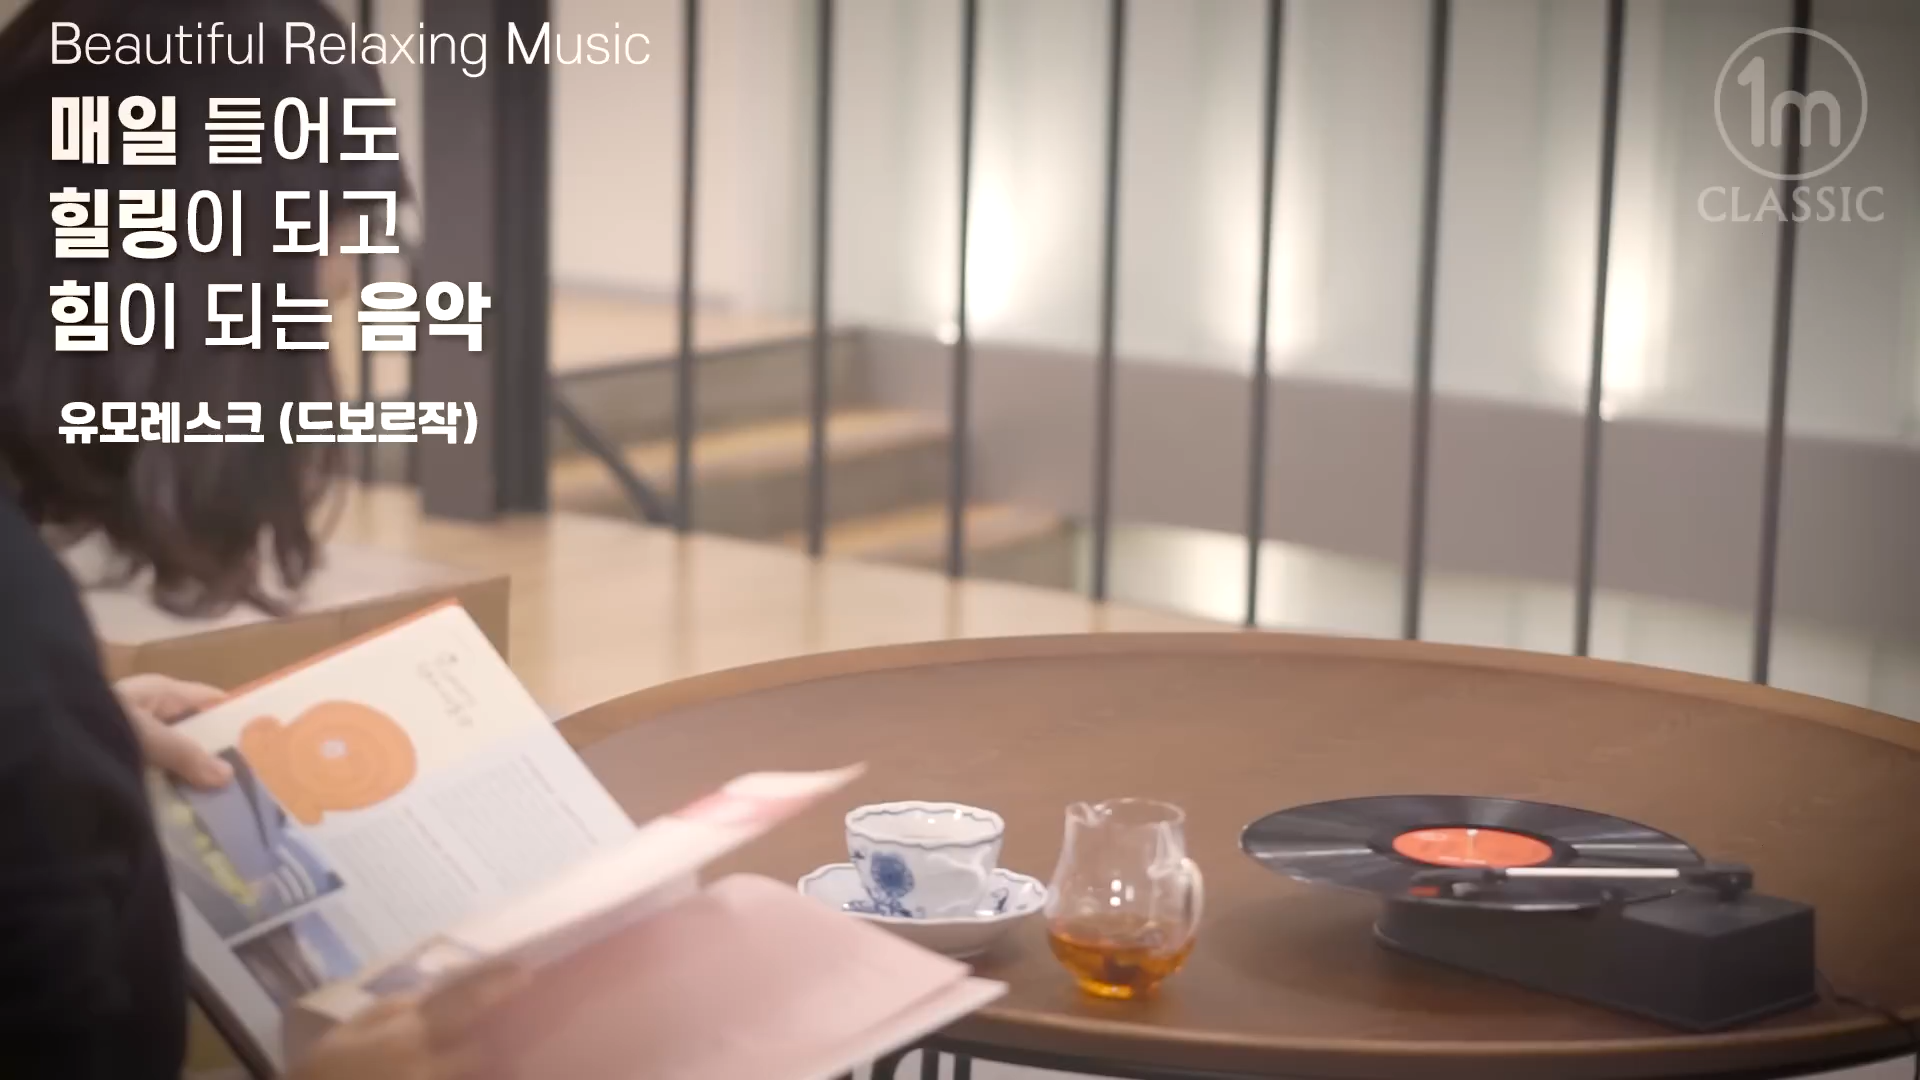 Beautiful Relaxing Music
매일 들어도
힐링이 되고
힘이 되는 음악
유모레스크 (드보르작)
1m
CLASSIC